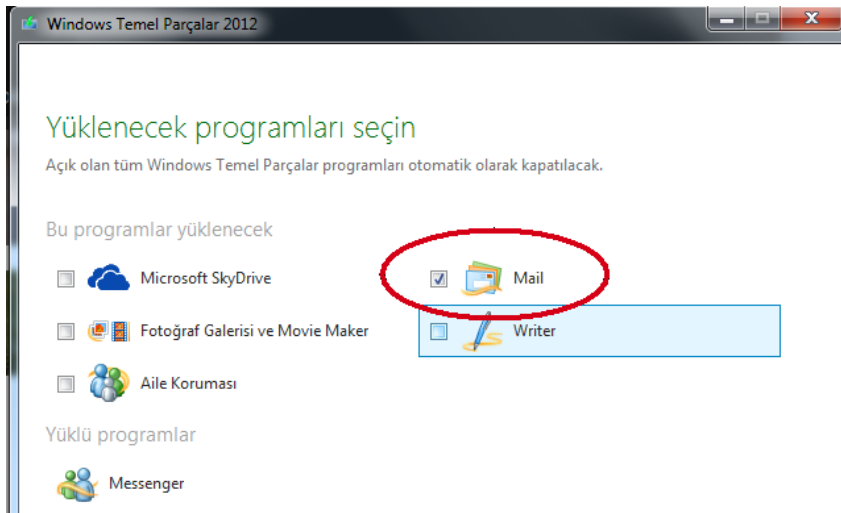 Windows Temel Parçalar 2012
Yüklenecek programları seçin
Açık olan tüm Windows Temel Parçalar programları otomatik olarak kapatılacak.
Bu programlar yüklenecek
Microsoft SkyDrive
Mail
Fotoğraf Galerisi ve Movie Maker
Writer
Aile Koruması
Yüklü programlar
Messenger